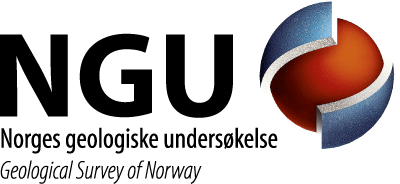 NGU
Norges geologiske undersøkelse
Geological Survey of Norway